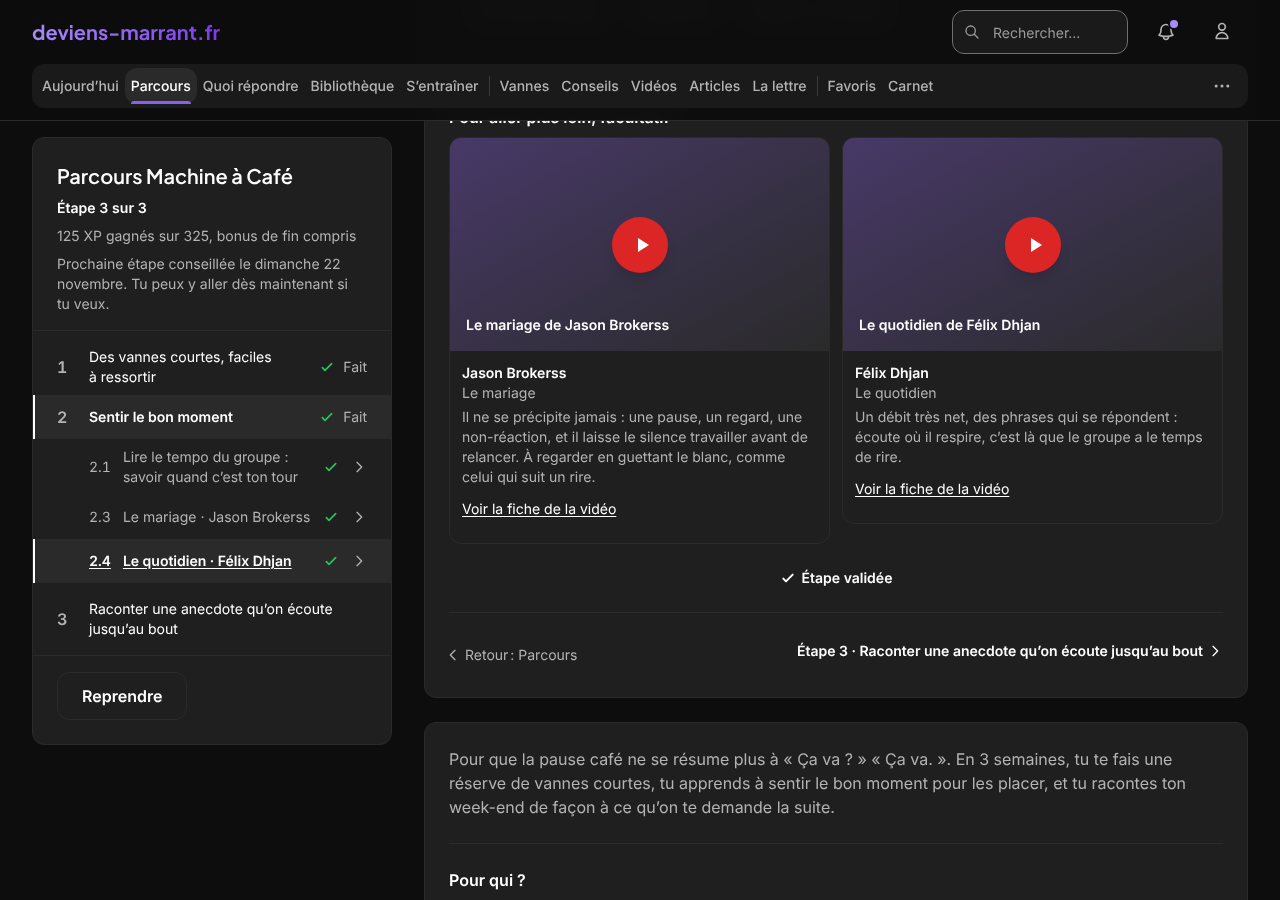 deviens-marrant.fr
Rechercher...
Aujourd’hui Parcours Quoi répondre Bibliothèque S’entraîner Vannes Conseils Vidéos Articles La lettre Favoris Carnet
Parcours Machine à Café
Étape 3 sur 3
125 XP gagnés sur 325, bonus de fin compris
Prochaine étape conseillée le dimanche 22
novembre. Tu peux y aller dès maintenant si
tu veux.
1 Des vannes courtes, faciles
à ressortir
Fait
2 Sentir le bon moment Fait
2.1 Lire le tempo du groupe :
savoir quand c’est ton tour
2.3 Le mariage · Jason Brokerss
2.4 Le quotidien · Félix Dhjan
3 Raconter une anecdote qu’on écoute
jusqu’au bout
Reprendre
Pour aller plus loin, facultatif
Le mariage de Jason Brokerss
Jason Brokerss
Le mariage
Il ne se précipite jamais : une pause, un regard, une
non-réaction, et il laisse le silence travailler avant de
relancer. À regarder en guettant le blanc, comme
celui qui suit un rire.
Voir la fiche de la vidéo
Le quotidien de Félix Dhjan
Félix Dhjan
Le quotidien
Un débit très net, des phrases qui se répondent :
écoute où il respire, c’est là que le groupe a le temps
de rire.
Voir la fiche de la vidéo
Étape validée
Retour : Parcours
Étape 3 · Raconter une anecdote qu’on écoute jusqu’au bout
Pour que la pause café ne se résume plus à « Ça va ? » « Ça va. ». En 3 semaines, tu te fais une
réserve de vannes courtes, tu apprends à sentir le bon moment pour les placer, et tu racontes ton
week-end de façon à ce qu’on te demande la suite.
Pour qui ?